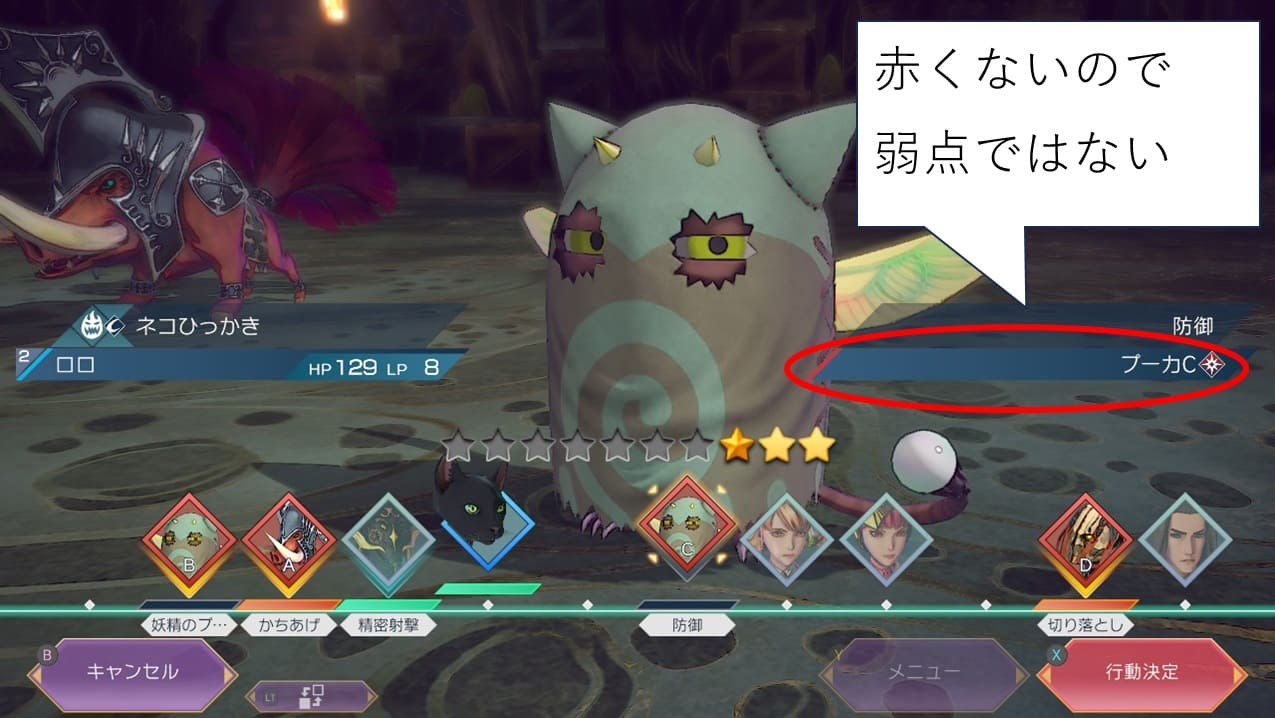 赤くないので
弱点ではない
ネコひっかき
2 □□ HP 129 LP 8
防御
プーカC
B A C D
妖精のプ… かちあげ 精密射撃 防御 切り落とし
B キャンセル
LT
Y メニュー
X 行動決定